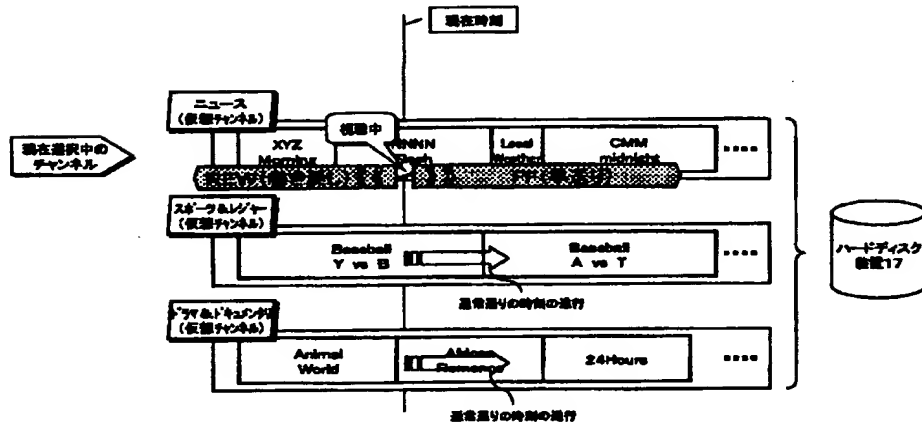 現在時刻
ニュース
(仮想チャンネル)
現在選択中の
チャンネル
視聴中
XYZ
Morning
NNN
Local
Weather
CMM
midnight
スポーツ&レジャー
(仮想チャンネル)
Baseball
Y vs B
Baseball
A vs T
通常通りの時刻の進行
ハードディスク
装置17
ドラマ&ドキュメンタリ
(仮想チャンネル)
Animal
World
Romance
24Hours
通常通りの時刻の進行